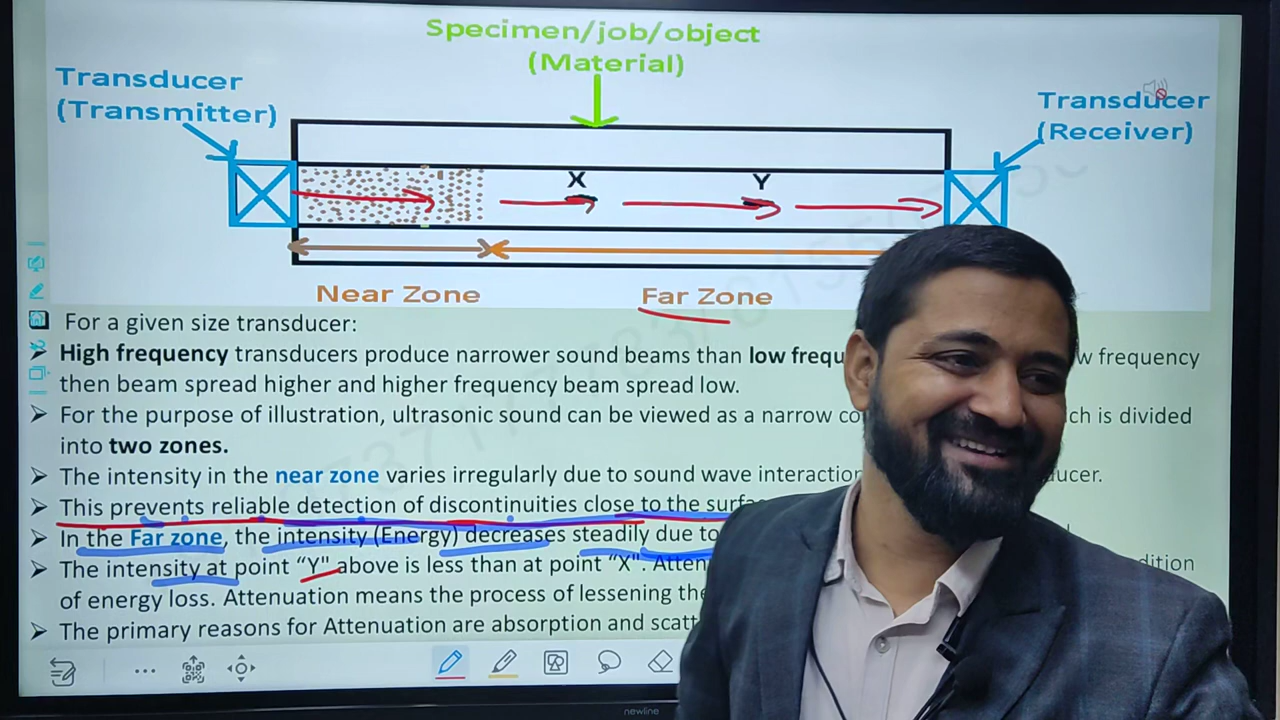 Specimen/job/object
(Material)
Transducer
(Transmitter)
Transducer
(Receiver)
X
Y
Near Zone
Far Zone
For a given size transducer:
➤ High frequency transducers produce narrower sound beams than low frequ w frequency
then beam spread higher and higher frequency beam spread low.
➤ For the purpose of illustration, ultrasonic sound can be viewed as a narrow co ch is divided
into two zones.
➤ The intensity in the near zone varies irregularly due to sound wave interaction ducer.
➤ This prevents reliable detection of discontinuities close to the surfa
➤ In the Far zone, the intensity (Energy) decreases steadily due to
➤ The intensity at point “Y" above is less than at point “X". Atten dition
of energy loss. Attenuation means the process of lessening the
➤ The primary reasons for Attenuation are absorption and scatt
newline